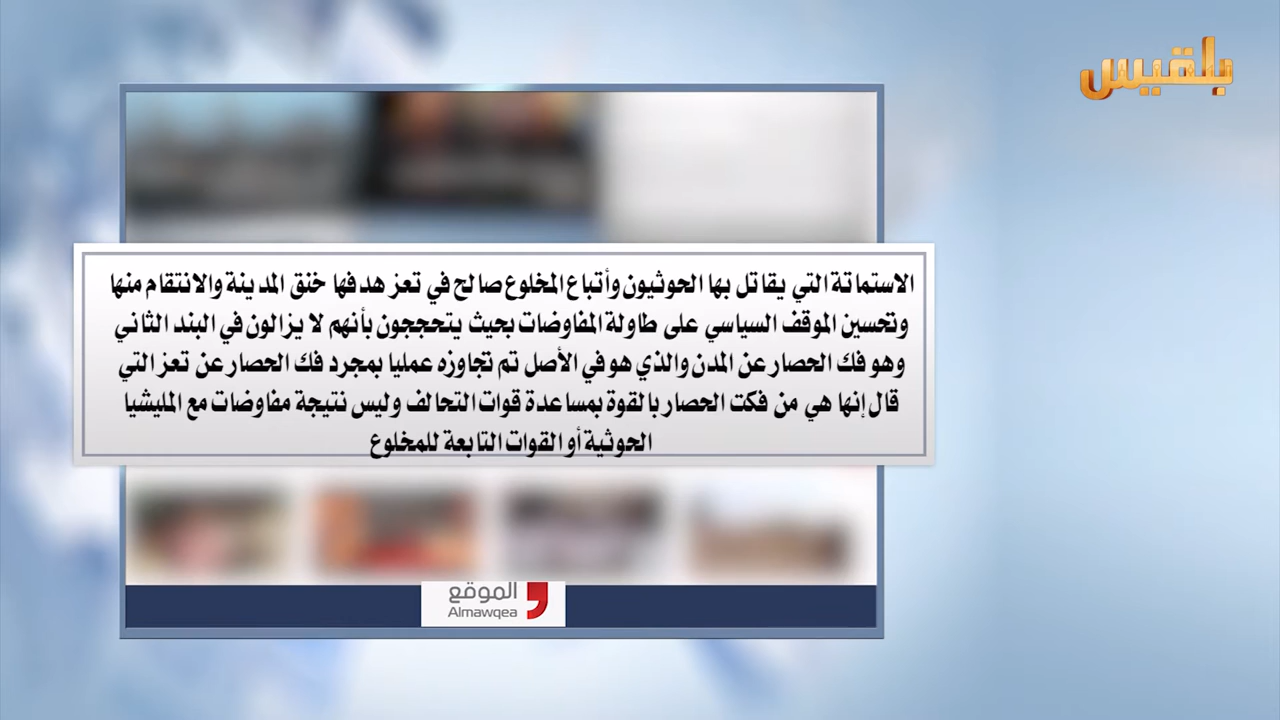 بلقيس
الاستماتة التي يقاتل بها الحوثيون وأتباع المخلوع صالح في تعز هدفها خنق المدينة والانتقام منها
وتحسين الموقف السياسي على طاولة المفاوضات بحيث يتحججون بأنهم لا يزالون في البند الثاني
وهو فك الحصار عن المدن والذي هو في الأصل تم تجاوزه عمليا بمجرد فك الحصار عن تعز التي
قال إنها هي من فكت الحصار بالقوة بمساعدة قوات التحالف وليس نتيجة مفاوضات مع المليشيا
الحوثية أو القوات التابعة للمخلوع
الموقع
Almawqea